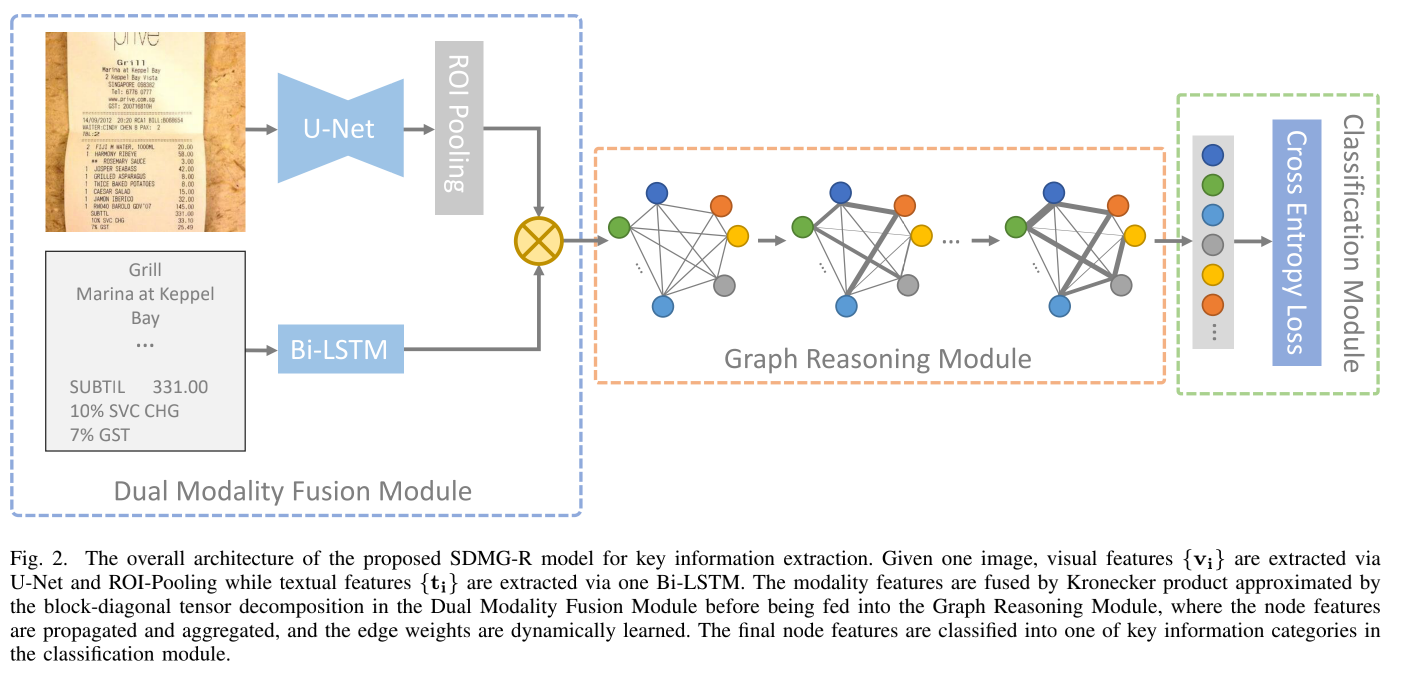 prive
Grill
Marina at Keppel Bay
2 Keppel Bay Vista
SINGAPORE 098382
Tel: 6776 0777
www.prive.com.sg
GST: 200716810H
14/09/2012 20:20 RCAT BILL:B068654
WAITER:CINDY CHEN B PAX: 2
2 FIJI M WATER, 1000ML 20.00
1 HARMONY RIBEYE 58.00
## ROSEMARY SAUCE 3.00
1 JOSPER SEABASS 42.00
1 GRILLED ASPARAGUS 8.00
1 TWICE BAKED POTATOES 8.00
1 CAESAR SALAD 15.00
1 JAMON IBERICO 32.00
1 RM040 BAROLO GDV'07 145.00
SUBTTL 331.00
10% SVC CHG 33.10
7% GST 25.49
U-Net
ROI Pooling
Grill
Marina at Keppel
Bay
...
SUBTIL 331.00
10% SVC CHG
7% GST
Bi-LSTM
Dual Modality Fusion Module
...
Graph Reasoning Module
Cross Entropy Loss
Classification Module
Fig. 2. The overall architecture of the proposed SDMG-R model for key information extraction. Given one image, visual features {vᵢ} are extracted via
U-Net and ROI-Pooling while textual features {tᵢ} are extracted via one Bi-LSTM. The modality features are fused by Kronecker product approximated by
the block-diagonal tensor decomposition in the Dual Modality Fusion Module before being fed into the Graph Reasoning Module, where the node features
are propagated and aggregated, and the edge weights are dynamically learned. The final node features are classified into one of key information categories in
the classification module.